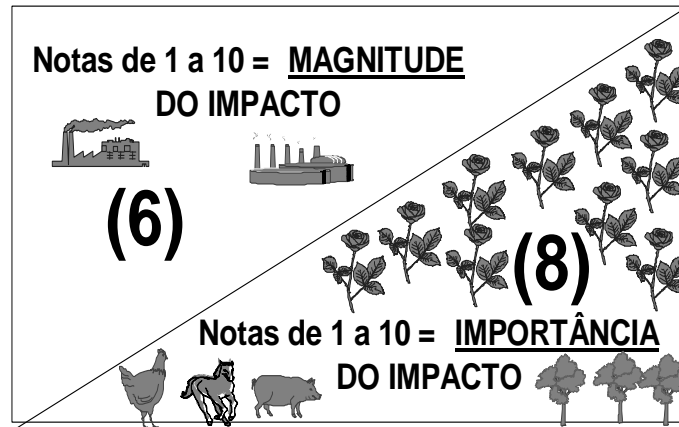 Notas de 1 a 10 = MAGNITUDE
DO IMPACTO
(6)
(8)
Notas de 1 a 10 = IMPORTÂNCIA
DO IMPACTO